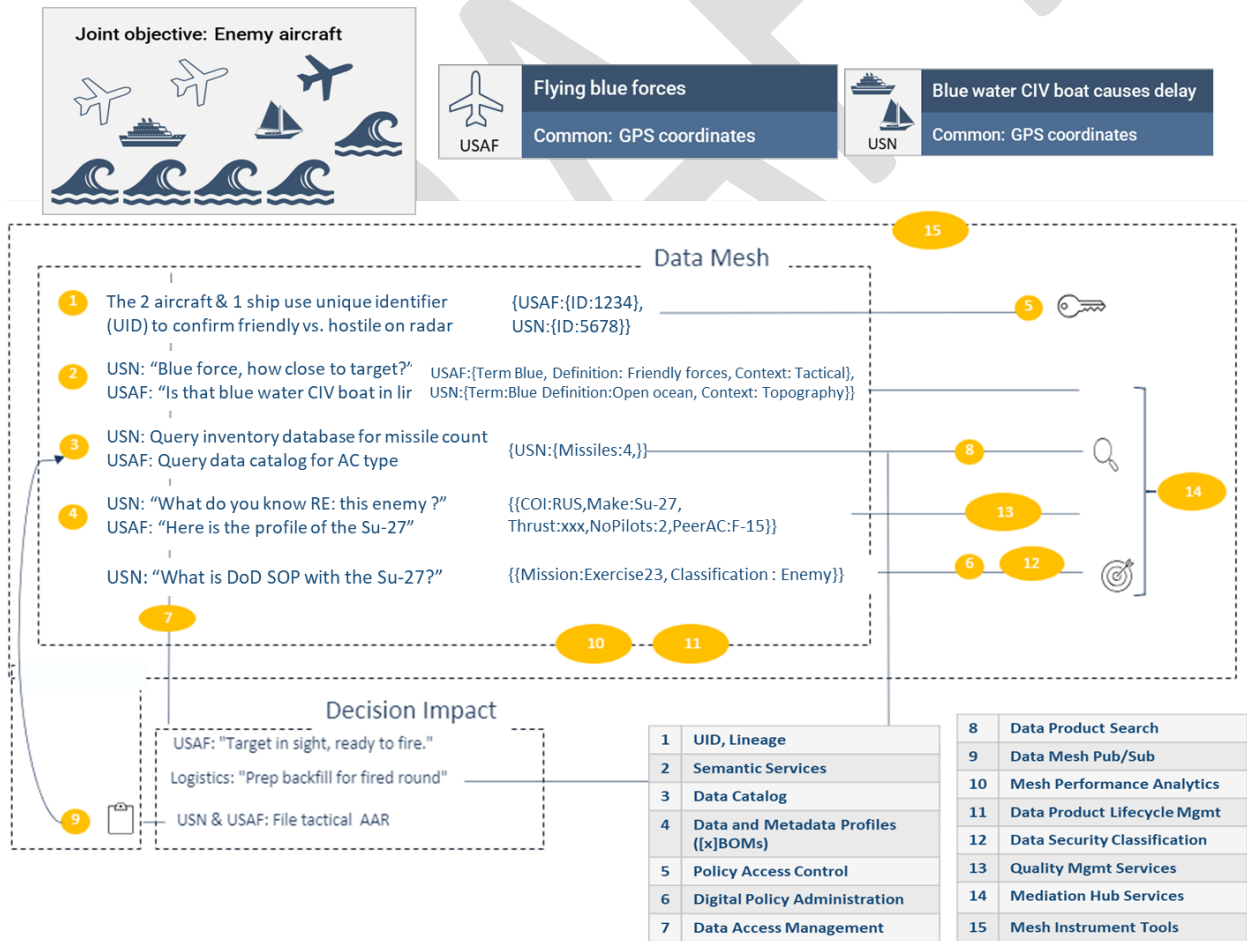 Joint objective: Enemy aircraft
USAF
Flying blue forces
Common: GPS coordinates
USN
Blue water CIV boat causes delay
Common: GPS coordinates
15
Data Mesh
1
The 2 aircraft & 1 ship use unique identifier
(UID) to confirm friendly vs. hostile on radar
{USAF:{ID:1234},
USN:{ID:5678}}
5
2
USN: “Blue force, how close to target?”
USAF: “Is that blue water CIV boat in lir
USAF:{Term Blue, Definition: Friendly forces, Context: Tactical},
USN:{Term:Blue Definition:Open ocean, Context: Topography}}
3
USN: Query inventory database for missile count
USAF: Query data catalog for AC type
{USN:{Missiles:4,}}
8
14
4
USN: “What do you know RE: this enemy ?”
USAF: “Here is the profile of the Su-27”
{{COI:RUS,Make:Su-27,
Thrust:xxx,NoPilots:2,PeerAC:F-15}}
13
USN: “What is DoD SOP with the Su-27?”
{{Mission:Exercise23, Classification : Enemy}}
6
12
7
10
11
Decision Impact
USAF: "Target in sight, ready to fire."
Logistics: "Prep backfill for fired round"
9
USN & USAF: File tactical AAR
1 UID, Lineage
2 Semantic Services
3 Data Catalog
4 Data and Metadata Profiles
([x]BOMs)
5 Policy Access Control
6 Digital Policy Administration
7 Data Access Management
8 Data Product Search
9 Data Mesh Pub/Sub
10 Mesh Performance Analytics
11 Data Product Lifecycle Mgmt
12 Data Security Classification
13 Quality Mgmt Services
14 Mediation Hub Services
15 Mesh Instrument Tools